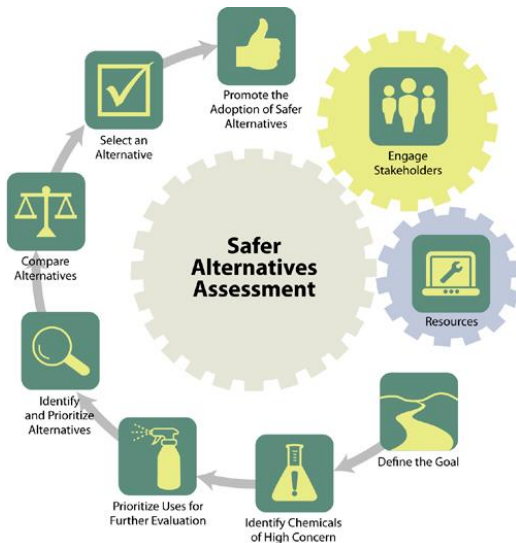 Promote the
Adoption of Safer
Alternatives
Select an
Alternative
Engage
Stakeholders
Compare
Alternatives
Safer
Alternatives
Assessment
Resources
Identify
and Prioritize
Alternatives
Define the Goal
Prioritize Uses for
Further Evaluation
Identify Chemicals
of High Concern